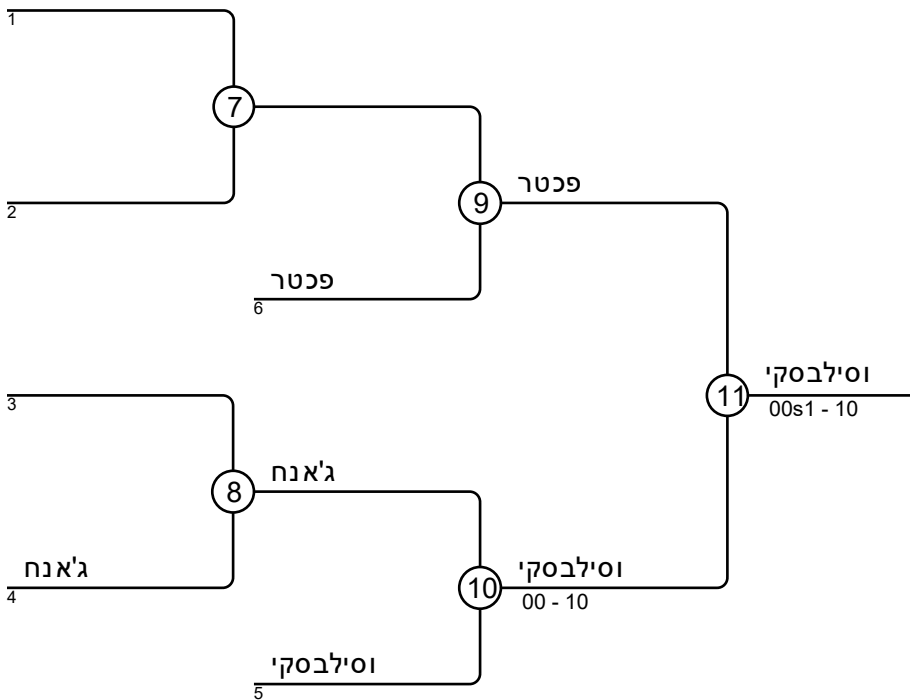 1
7
2
פכטר
9
פכטר
6
3
וסילבסקי
11
00s1 - 10
ג'אנח
8
ג'אנח
4
וסילבסקי
10
00 - 10
וסילבסקי
5